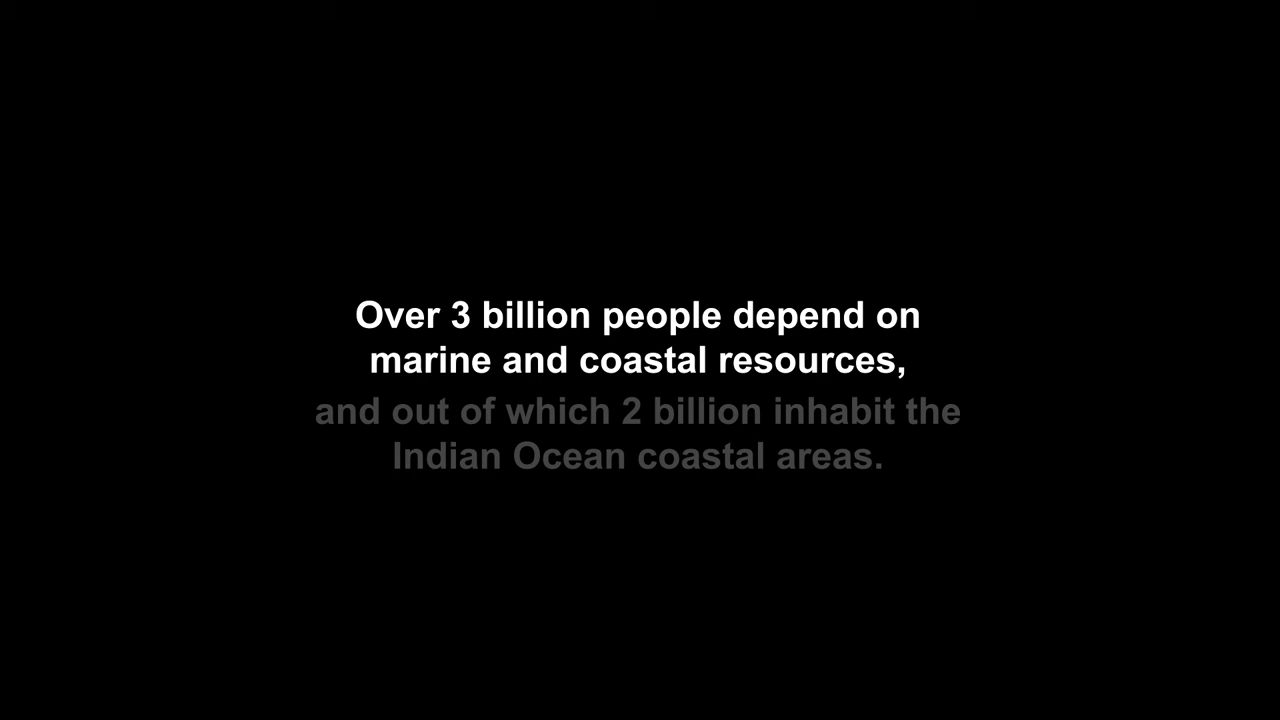 Over 3 billion people depend on
marine and coastal resources,
and out of which 2 billion inhabit the
Indian Ocean coastal areas.